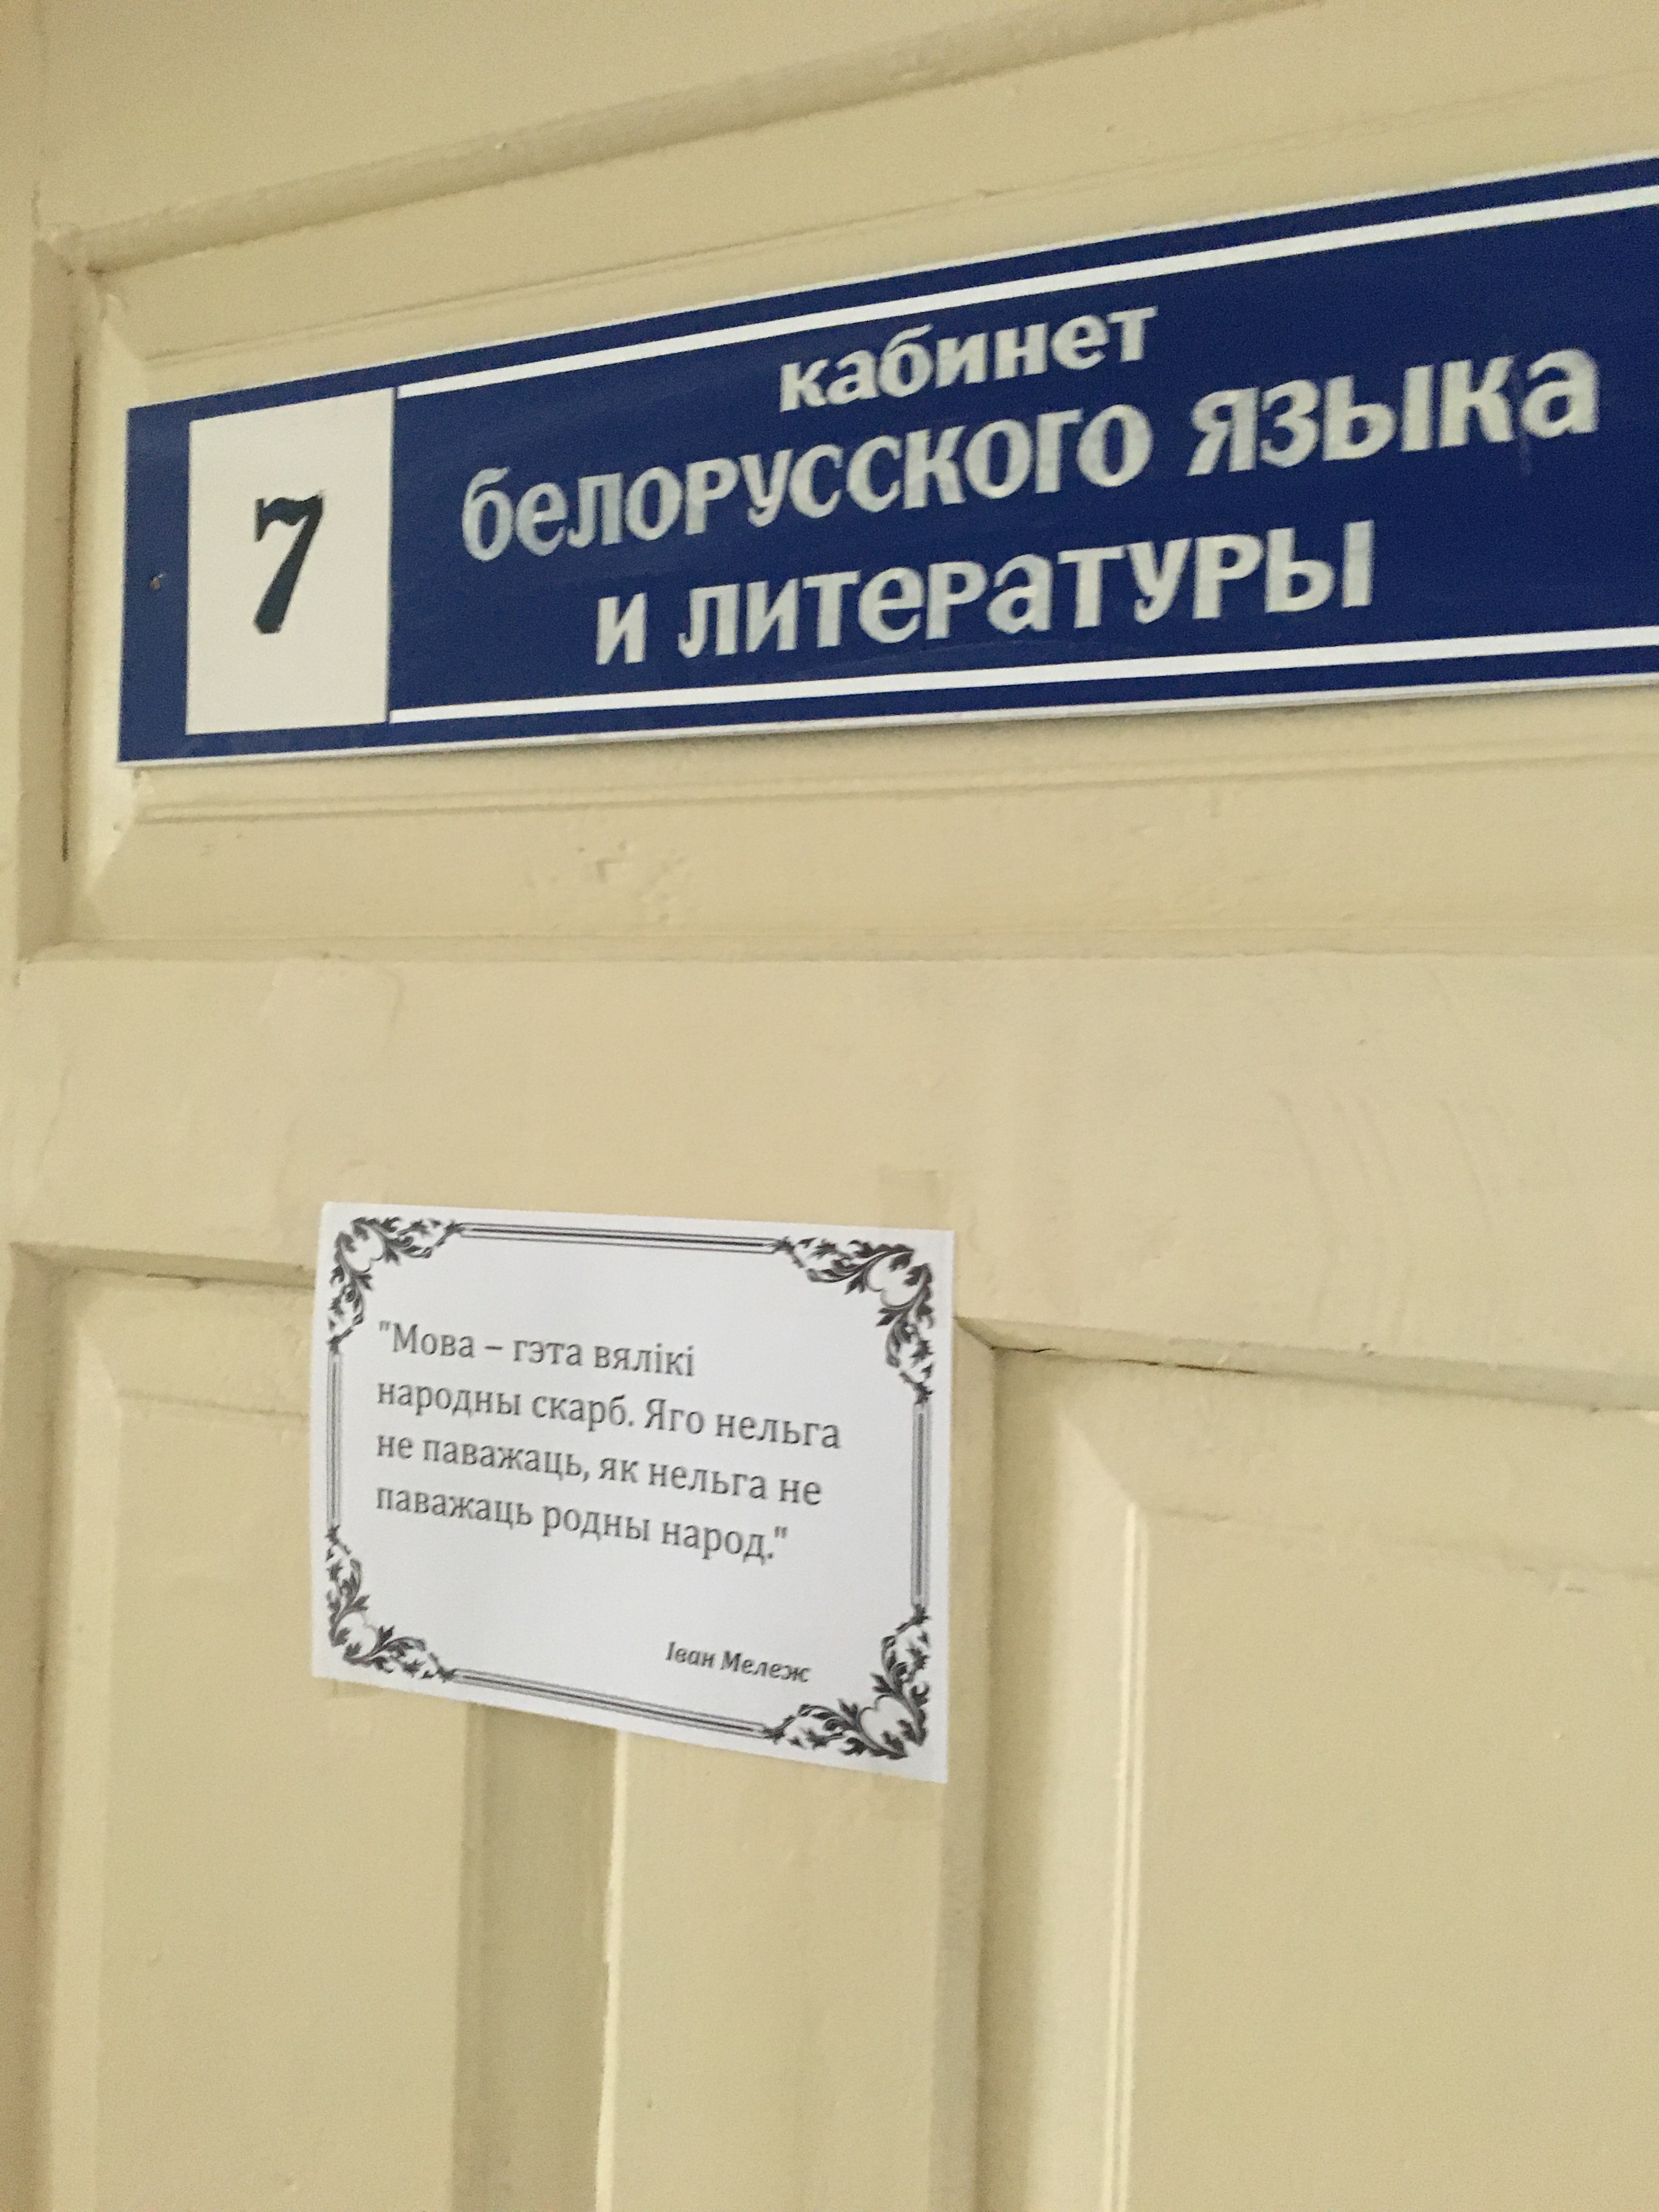 7
кабинет
белорусского языка
и литературы
"Мова – гэта вялікі
народны скарб. Яго нельга
не паважаць, як нельга не
паважаць родны народ."
Іван Мележ